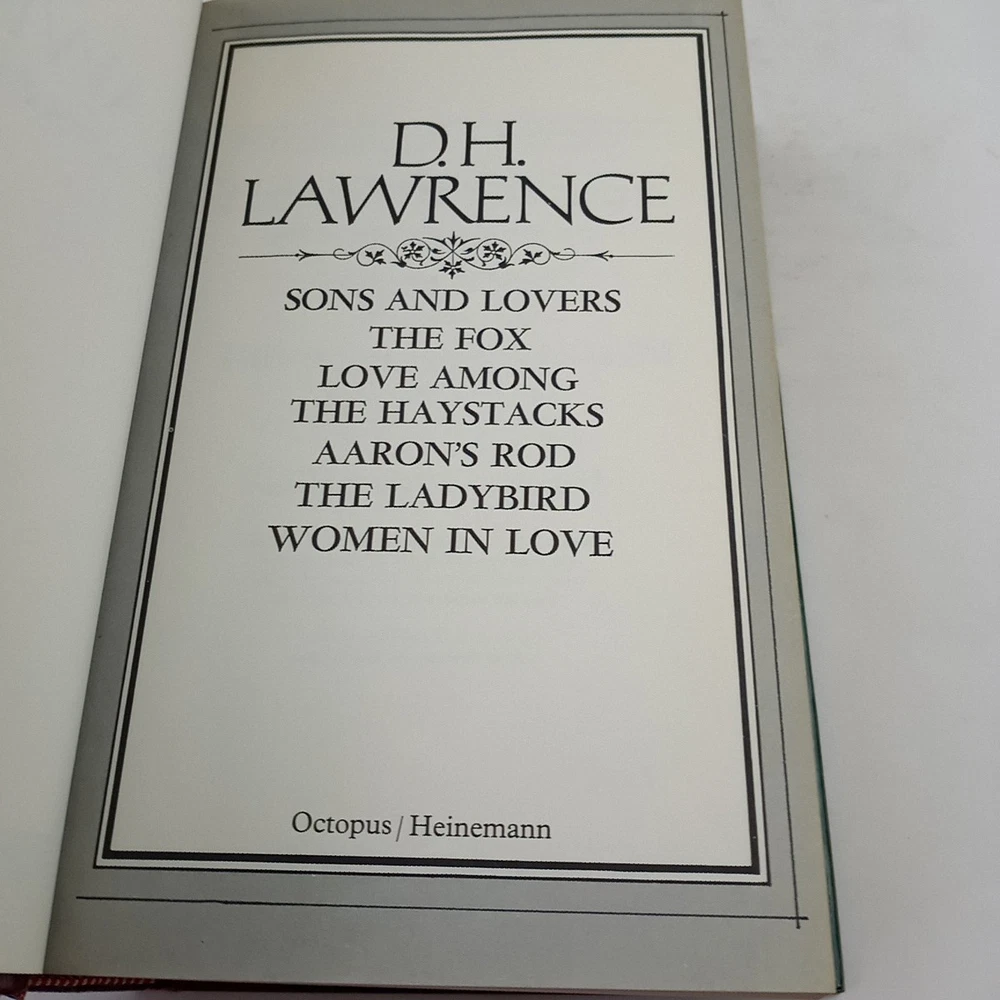 D.H.
LAWRENCE
SONS AND LOVERS
THE FOX
LOVE AMONG
THE HAYSTACKS
AARON'S ROD
THE LADYBIRD
WOMEN IN LOVE
Octopus/Heinemann